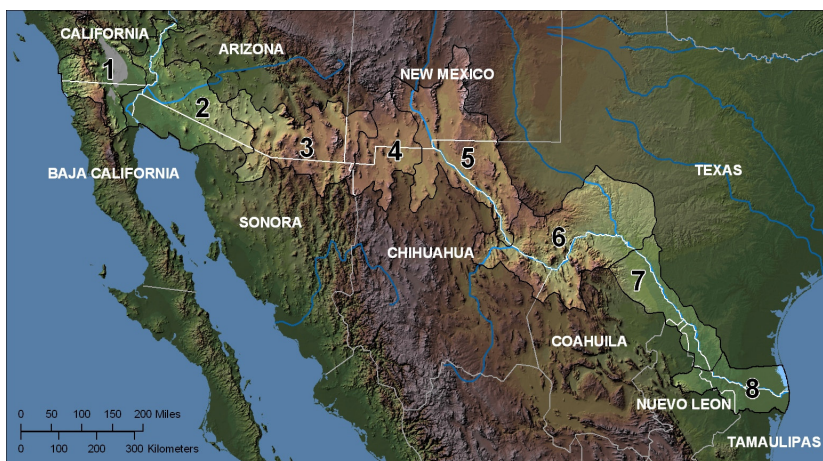 CALIFORNIA
ARIZONA
NEW MEXICO
1
2
3
4
5
TEXAS
BAJA CALIFORNIA
SONORA
CHIHUAHUA
6
7
COAHUILA
8
NUEVO LEON
TAMAULIPAS
0 50 100 200 Miles
0 100 200 300 Kilometers